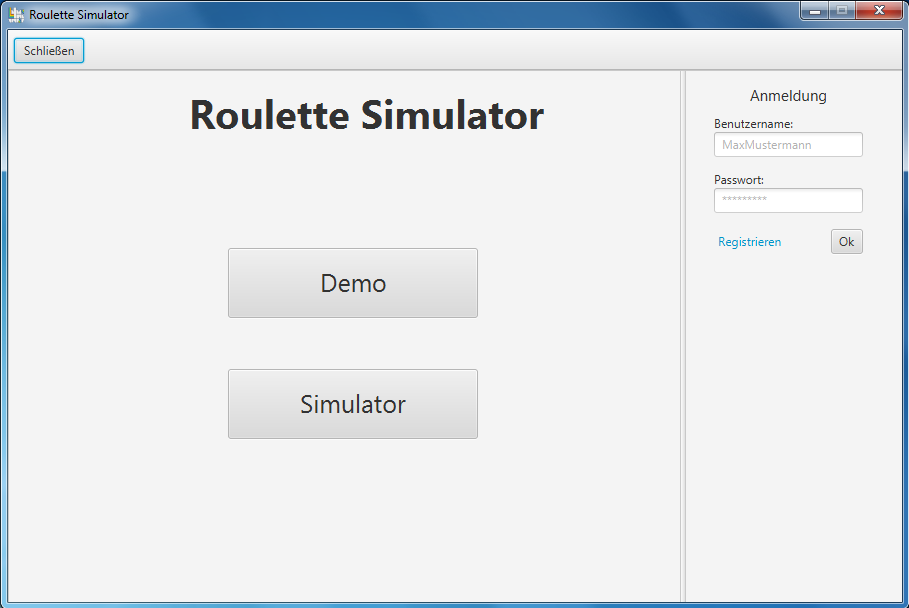 Roulette Simulator
Schließen
Roulette Simulator
Demo
Simulator
Anmeldung
Benutzername:
MaxMustermann
Passwort:
*********
Registrieren
Ok